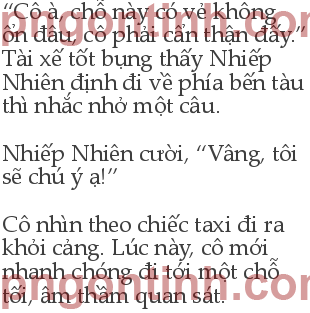 “Cô à, chỗ này có vẻ không
ổn đâu, cô phải cẩn thận đấy.”
Tài xế tốt bụng thấy Nhiếp
Nhiên định đi về phía bến tàu
thì nhắc nhở một câu.

Nhiếp Nhiên cười, “Vâng, tôi
sẽ chú ý ạ!”

Cô nhìn theo chiếc taxi đi ra
khỏi cảng. Lúc này, cô mới
nhanh chóng đi tới một chỗ
tối, âm thầm quan sát.